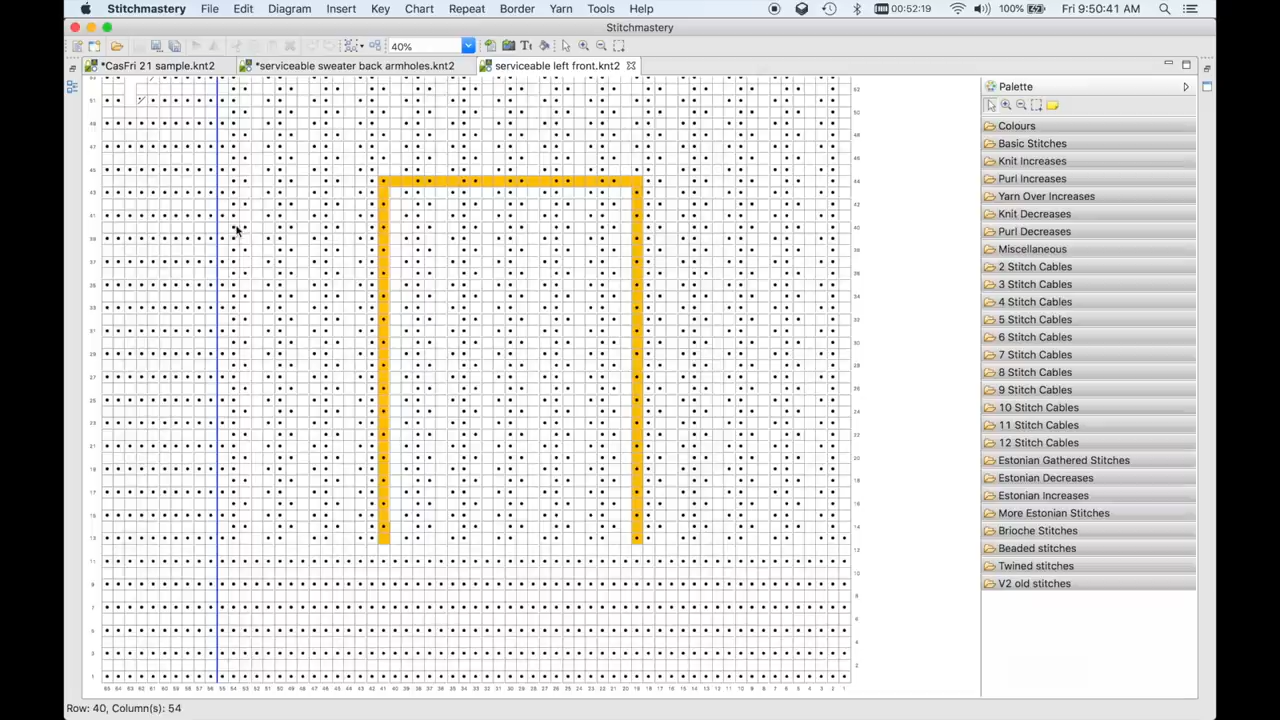 Stitchmastery File Edit Diagram Insert Key Chart Repeat Border Yarn Tools Help 00:52:19 100% Fri 9:50:41 AM
Stitchmastery
40%
*CasFri 21 sample.knt2 *serviceable sweater back armholes.knt2 serviceable left front.knt2
Palette
Colours
Basic Stitches
Knit Increases
Purl Increases
Yarn Over Increases
Knit Decreases
Purl Decreases
Miscellaneous
2 Stitch Cables
3 Stitch Cables
4 Stitch Cables
5 Stitch Cables
6 Stitch Cables
7 Stitch Cables
8 Stitch Cables
9 Stitch Cables
10 Stitch Cables
11 Stitch Cables
12 Stitch Cables
Estonian Gathered Stitches
Estonian Decreases
Estonian Increases
More Estonian Stitches
Brioche Stitches
Beaded stitches
Twined stitches
V2 old stitches
Row: 40, Column(s): 54